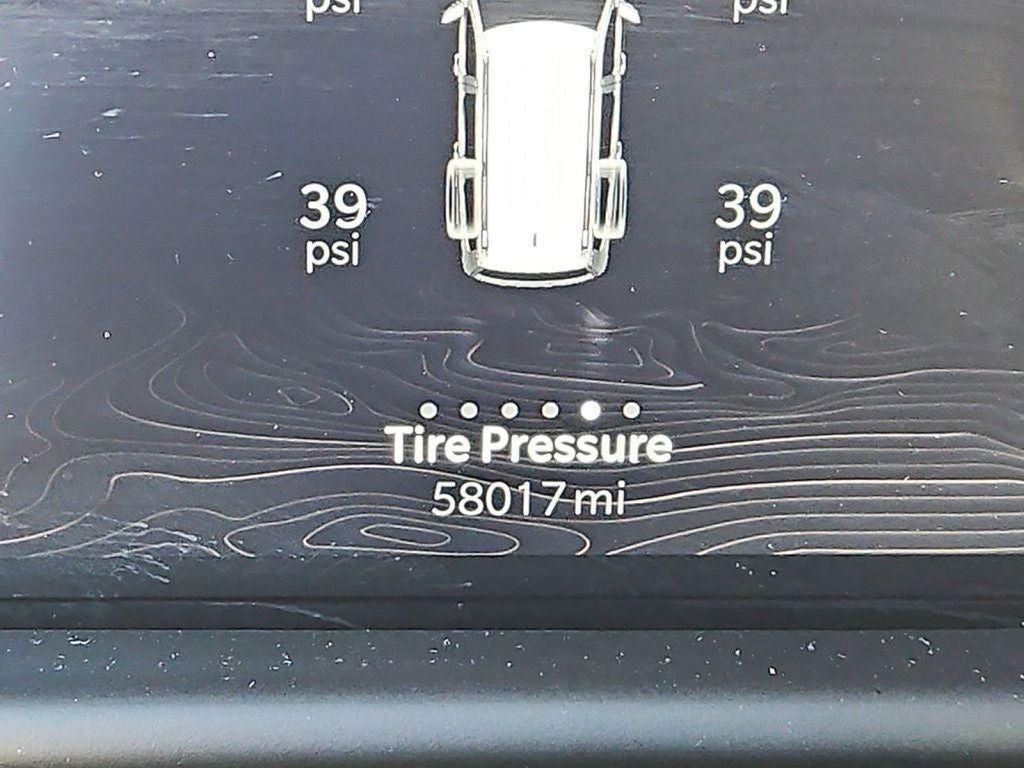 psi psi
39 39
psi psi
Tire Pressure
58017 mi